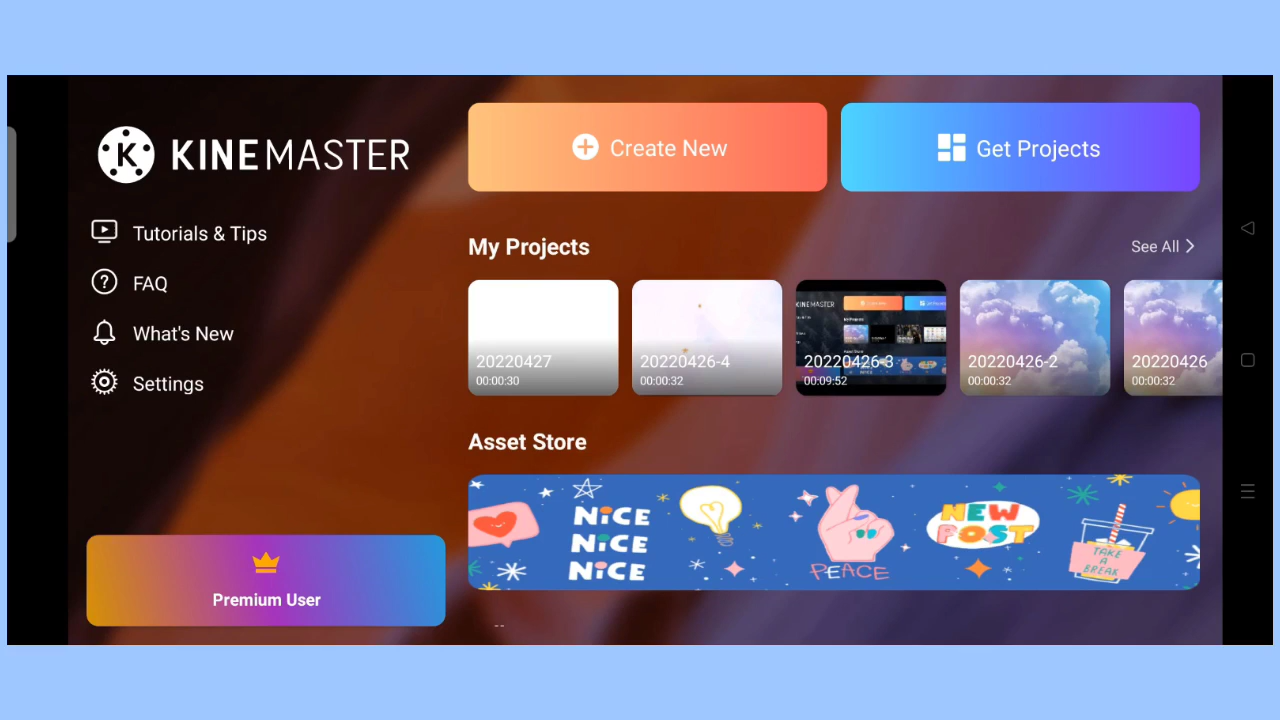 KINEMASTER
Tutorials & Tips
FAQ
What's New
Settings
Premium User
Create New
Get Projects
My Projects
See All
20220427
00:00:30
20220426-4
00:00:32
20220426-3
00:09:52
20220426-2
00:00:32
20220426
00:00:32
Asset Store
NiCE
NiCE
NiCE
PEACE
NEW
POST
TAKE
A
BREAK
--